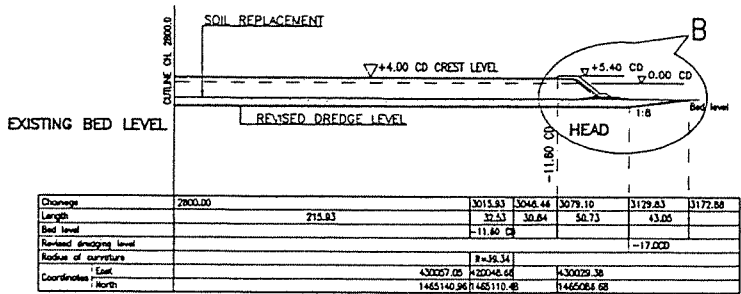 SOIL REPLACEMENT
B
CUTLINE CH. 2800.0
+4.00 CD CREST LEVEL
+5.40 CD
0.00 CD
Bed level
EXISTING BED LEVEL
REVISED DREDGE LEVEL
1:8
HEAD
-11.60 CD
Chainage 2800.00 3015.93 3048.46 3079.10 3129.83 3172.88
Length 215.93 32.53 30.84 50.73 43.05
Bed level -11.60 CD
Revised dredging level -17.0CD
Radius of curvature R=39.34
Coordinates East 430057.05 420048.68 430029.38
North 1465140.96 1465110.48 1465084.68